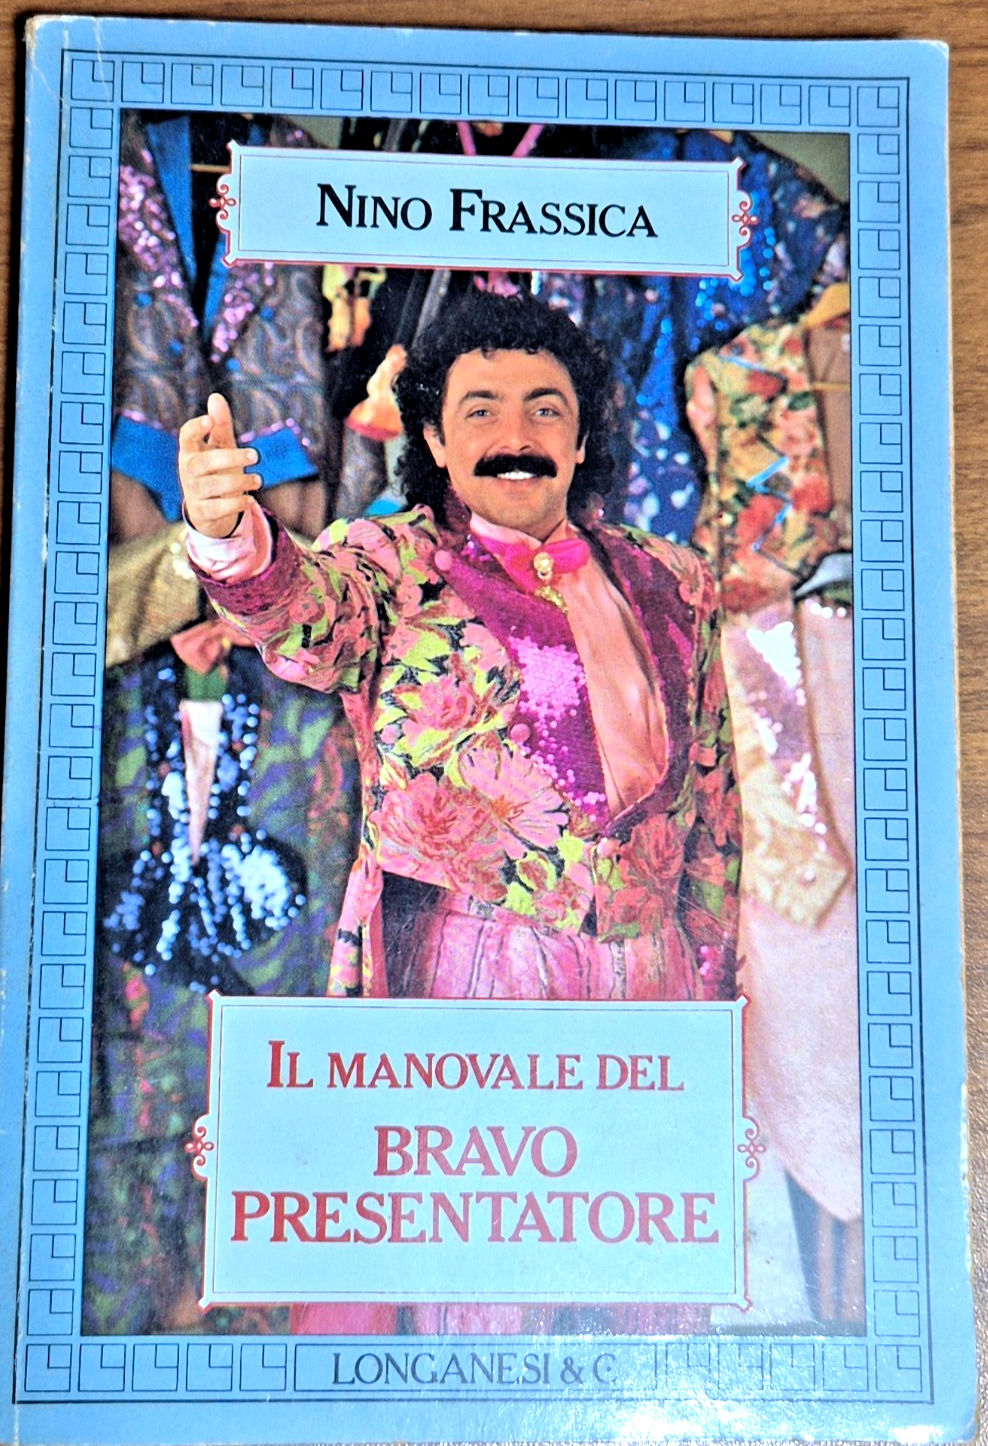 NINO FRASSICA
IL MANOVALE DEL
BRAVO
PRESENTATORE
LONGANESI & C